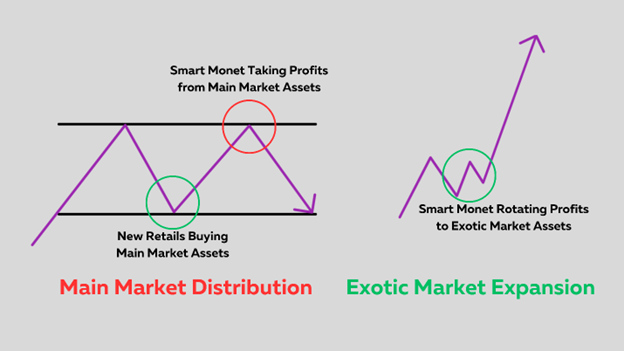 Smart Monet Taking Profits
from Main Market Assets
New Retails Buying
Main Market Assets
Main Market Distribution
Smart Monet Rotating Profits
to Exotic Market Assets
Exotic Market Expansion